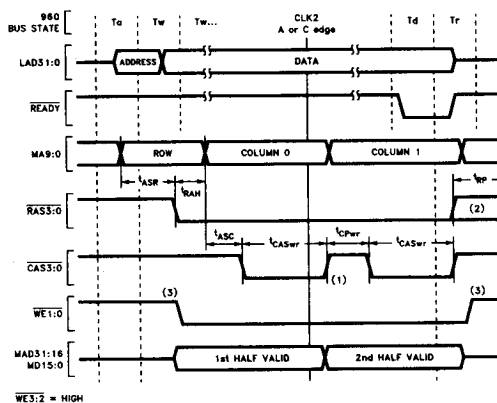 960
BUS STATE
Ta Tw Tw... CLK2 Td Tr
A or C edge
LAD31:0 ADDRESS DATA
READY
MA9:0 ROW COLUMN 0 COLUMN 1
tASR tRAH tRP
RAS3:0 (2)
tASC tCASwr tCPwr tCASwr
CAS3:0 (1)
WE1:0 (3) (3)
MAD31:16
MD15:0 1st HALF VALID 2nd HALF VALID
WE3:2 = HIGH